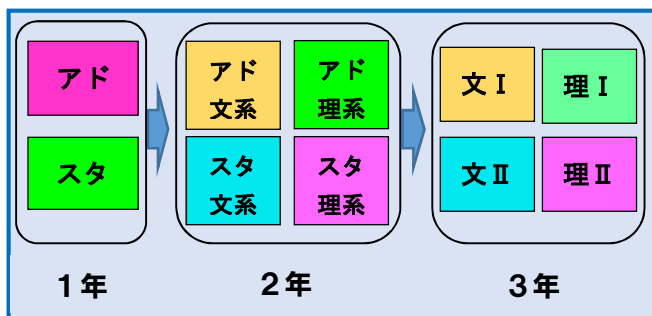 アド
スタ
1年
アド
文系
アド
理系
スタ
文系
スタ
理系
2年
文Ⅰ
理Ⅰ
文Ⅱ
理Ⅱ
3年